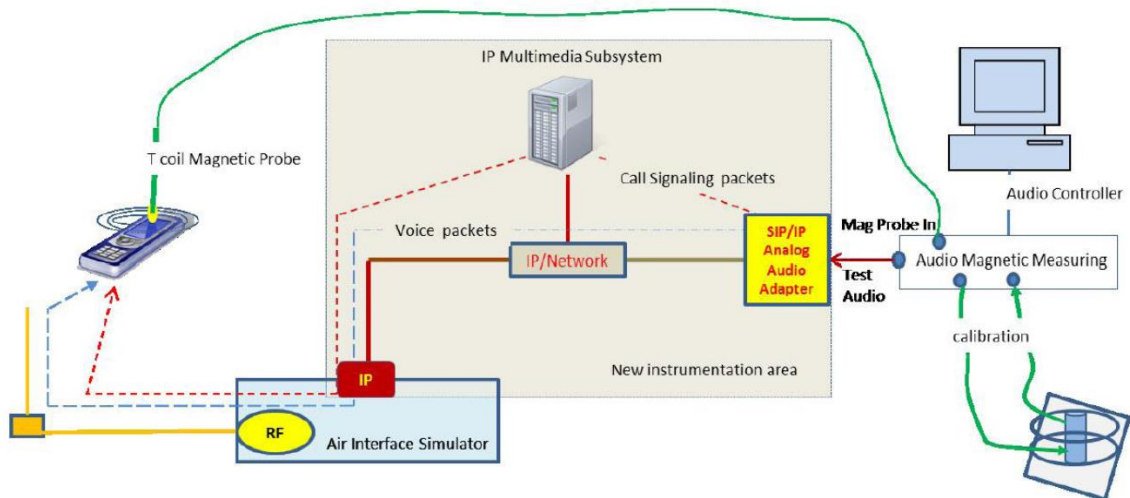 IP Multimedia Subsystem
T coil Magnetic Probe
Call Signaling packets
Audio Controller
Voice packets
Mag Probe In
SIP/IP
Analog
Audio
Adapter
IP/Network
Audio Magnetic Measuring
Test
Audio
calibration
New instrumentation area
IP
RF
Air Interface Simulator